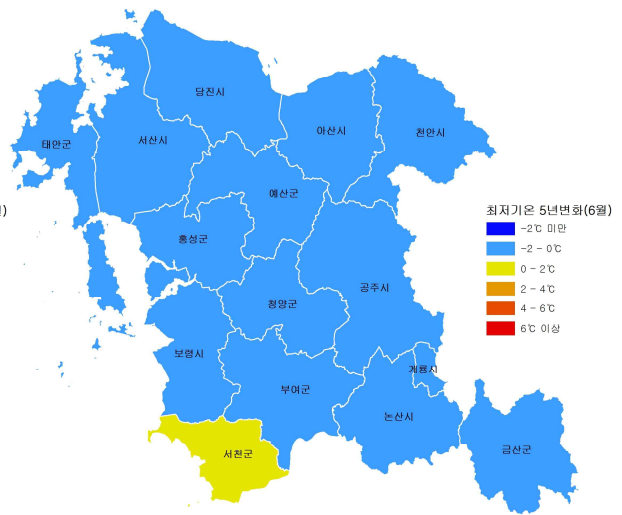 당진시
아산시
천안시
태안군
서산시
예산군
홍성군
공주시
청양군
보령시
부여군
계룡시
논산시
서천군
금산군
)
최저기온 5년변화(6월)
-2℃ 미만
-2 - 0℃
0 - 2℃
2 - 4℃
4 - 6℃
6℃ 이상